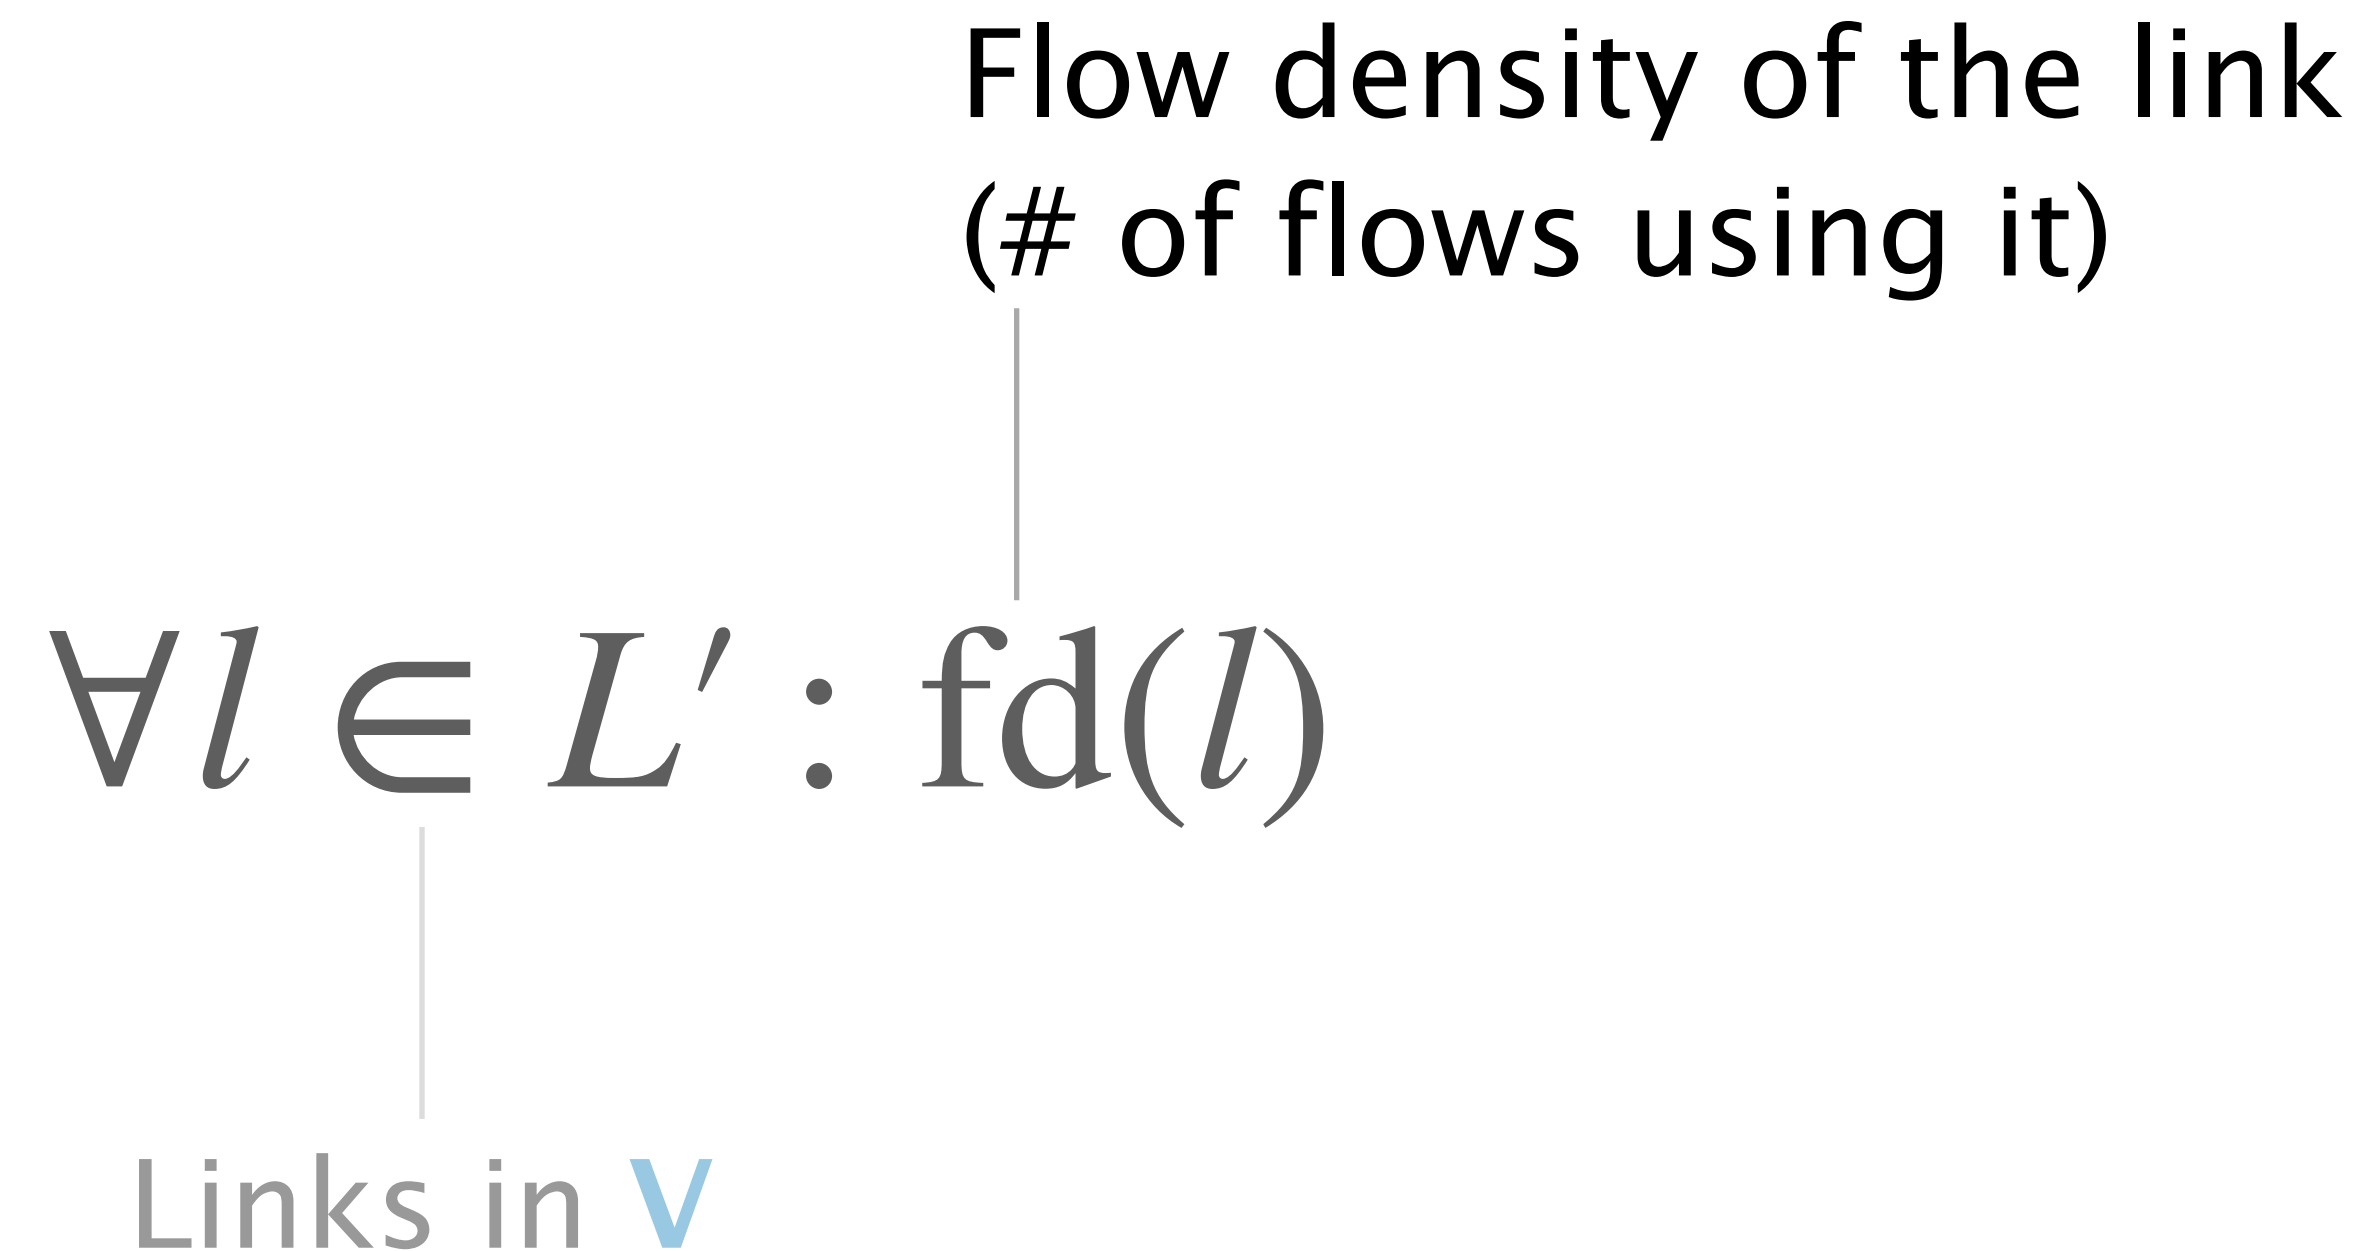 Flow density of the link
(# of flows using it)
∀l ∈ L′ : fd(l)
Links in V